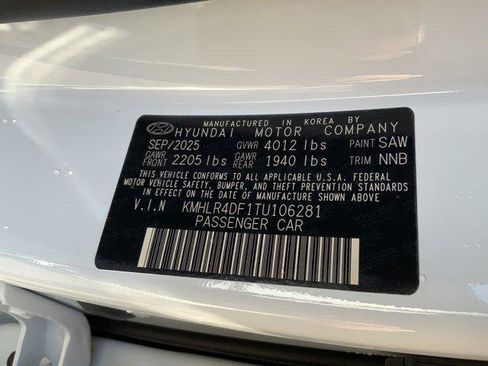 MANUFACTURED IN KOREA BY
HYUNDAI MOTOR COMPANY
SEP/2025 GVWR 4012 lbs PAINT SAW
GAWR FRONT 2205 lbs GAWR REAR 1940 lbs TRIM NNB
THIS VEHICLE CONFORMS TO ALL APPLICABLE U.S.A. FEDERAL
MOTOR VEHICLE SAFETY, BUMPER, AND THEFT PREVENTION
STANDARDS IN EFFECT ON THE DATE OF MANUFACTURE SHOWN ABOVE.
V.I.N KMHLR4DF1TU106281
PASSENGER CAR